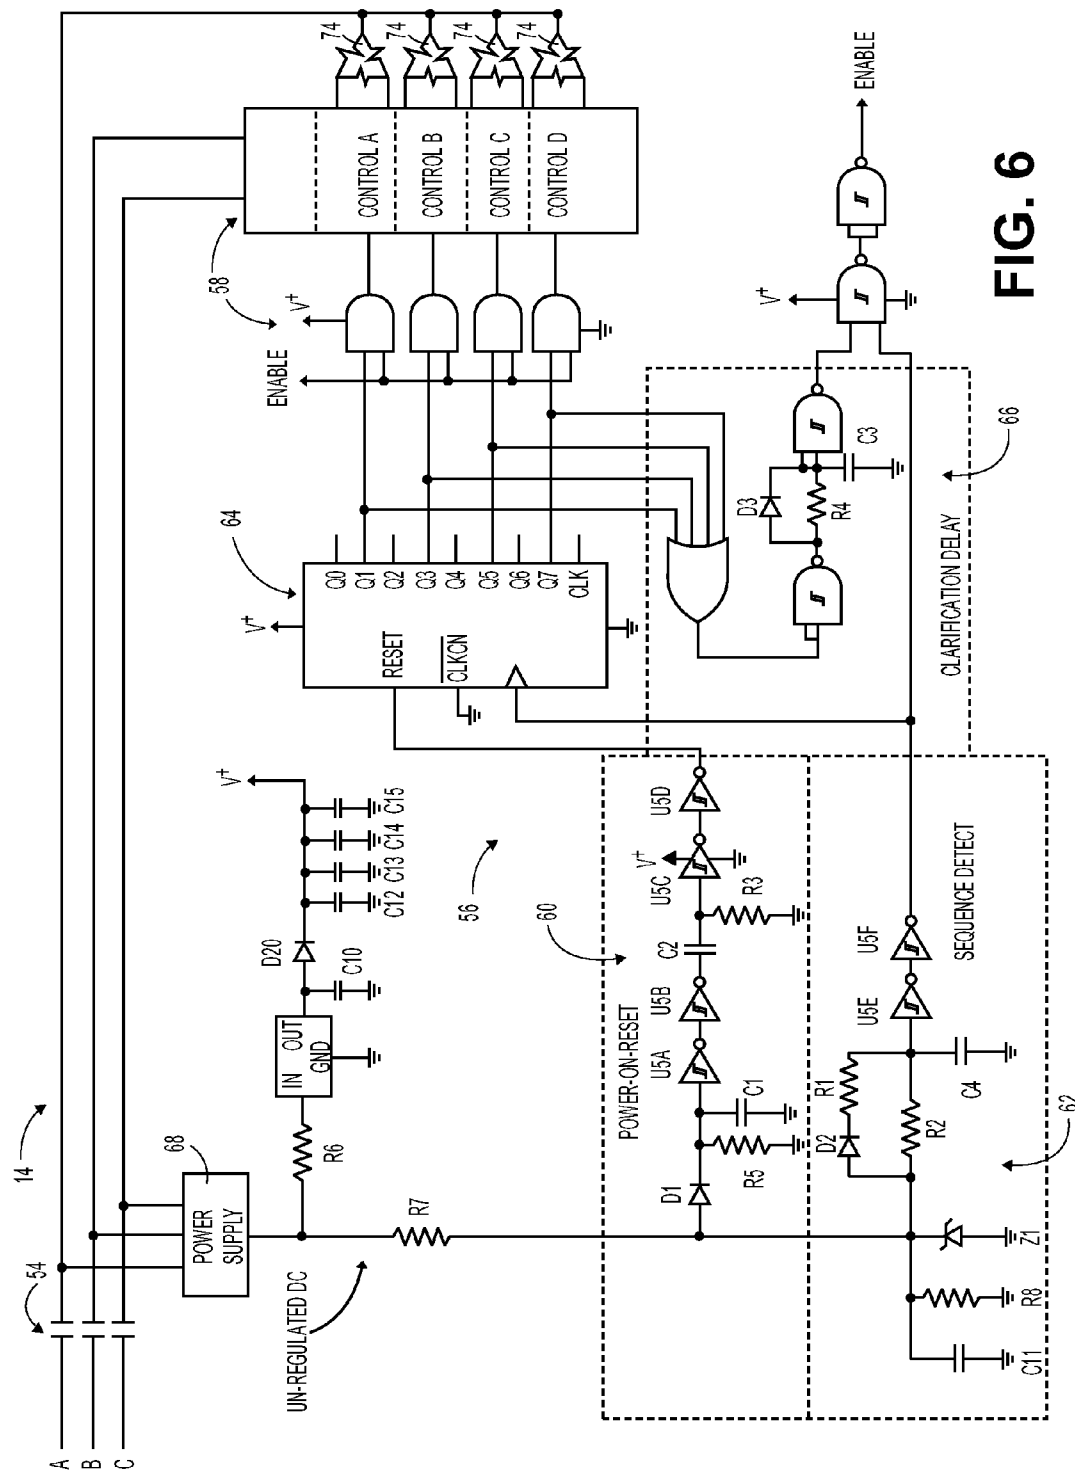 A
B
C
54
14
68
POWER
SUPPLY
UN-REGULATED DC
R6
R7
IN
OUT
GND
C10
D20
C12
C13
C14
C15
V+
56
58
60
62
64
66
POWER-ON-RESET
D1
R5
C1
U5A
U5B
C2
R3
U5C
V+
U5D
SEQUENCE DETECT
C11
R8
Z1
D2
R1
R2
C4
U5E
U5F
V+
RESET
CLKCN
Q0
Q1
Q2
Q3
Q4
Q5
Q6
Q7
CLK
CLARIFICATION DELAY
D3
R4
C3
ENABLE
V+
CONTROL A
CONTROL B
CONTROL C
CONTROL D
74
74
74
74
V+
ENABLE
FIG. 6